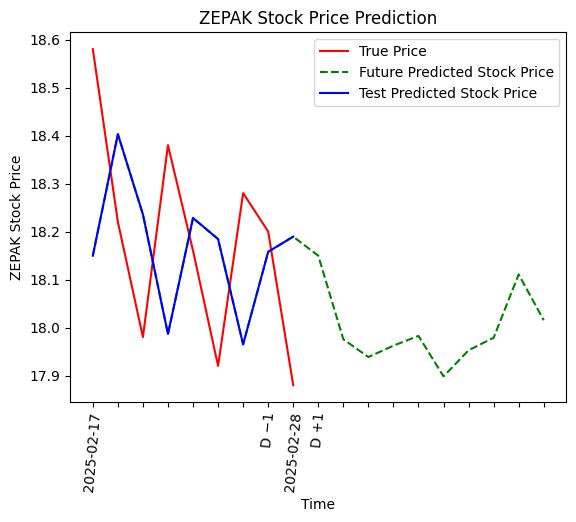 ZEPAK Stock Price Prediction
True Price
Future Predicted Stock Price
Test Predicted Stock Price
ZEPAK Stock Price
18.6
18.5
18.4
18.3
18.2
18.1
18.0
17.9
2025-02-17
D −1
2025-02-28
D +1
Time